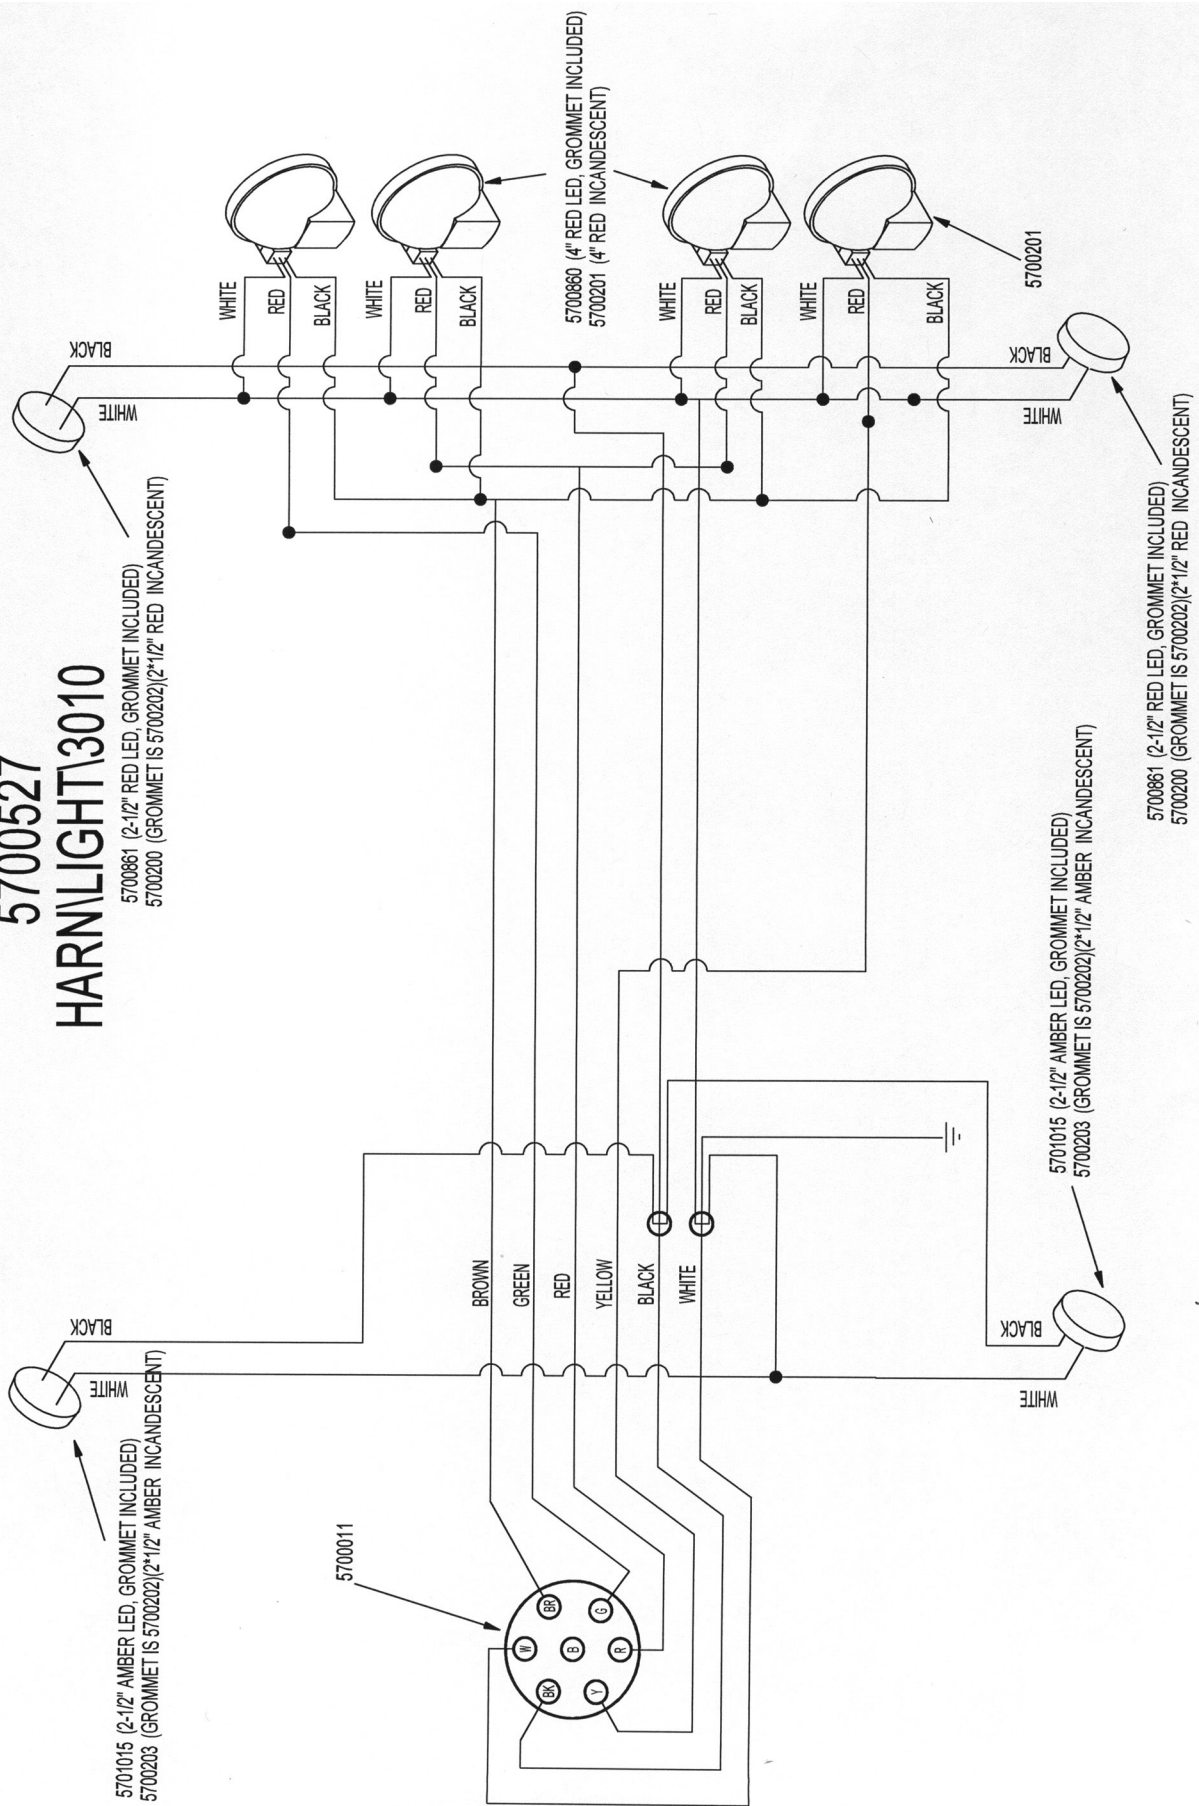 5700527
HARN\LIGHT\3010
5700861 (2-1/2" RED LED, GROMMET INCLUDED)
5700200 (GROMMET IS 5700202)(2*1/2" RED INCANDESCENT)
BLACK
WHITE
WHITE
RED
BLACK
WHITE
RED
BLACK
5700860 (4" RED LED, GROMMET INCLUDED)
5700201 (4" RED INCANDESCENT)
WHITE
RED
BLACK
WHITE
RED
BLACK
5700201
BLACK
WHITE
5700861 (2-1/2" RED LED, GROMMET INCLUDED)
5700200 (GROMMET IS 5700202)(2*1/2" RED INCANDESCENT)
5701015 (2-1/2" AMBER LED, GROMMET INCLUDED)
5700203 (GROMMET IS 5700202)(2*1/2" AMBER INCANDESCENT)
BLACK
WHITE
BROWN
GREEN
RED
YELLOW
BLACK
WHITE
BLACK
WHITE
5701015 (2-1/2" AMBER LED, GROMMET INCLUDED)
5700203 (GROMMET IS 5700202)(2*1/2" AMBER INCANDESCENT)
5700011
W
BR
BK
B
G
Y
R